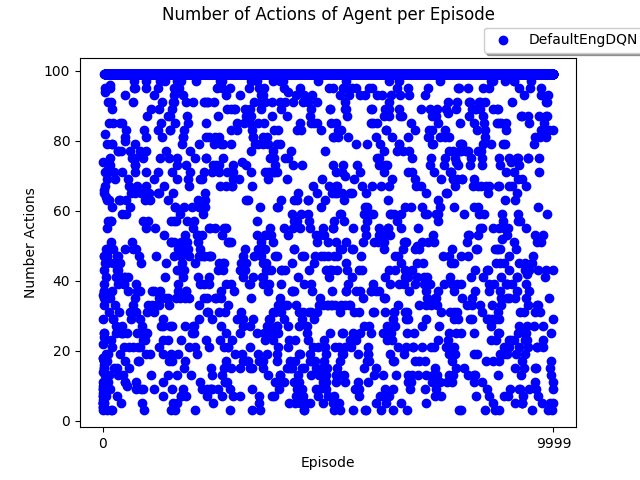 Number of Actions of Agent per Episode
DefaultEngDQN
100
80
60
40
20
0
Number Actions
0 9999
Episode